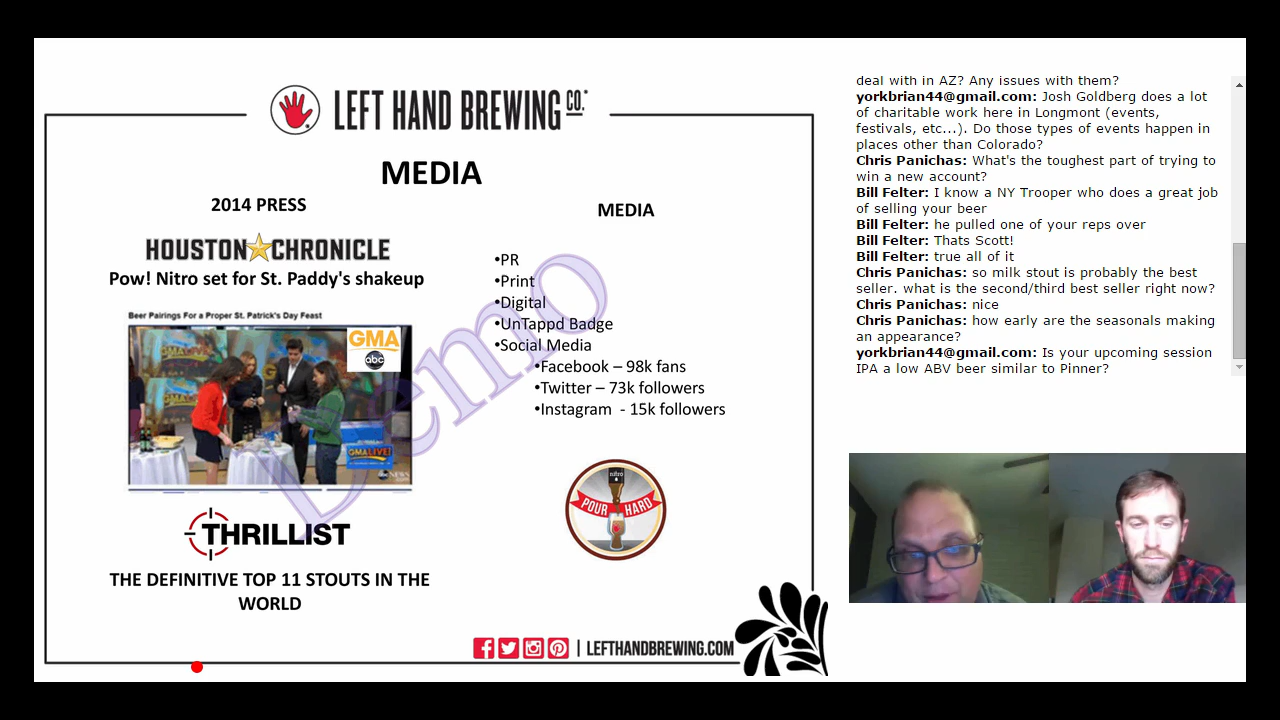 LEFT HAND BREWING CO.
MEDIA
2014 PRESS
HOUSTON CHRONICLE
Pow! Nitro set for St. Paddy's shakeup
Beer Pairings For a Proper St. Patrick's Day Feast
GMA
abc
GMA LIVE!
abc NEWS
THRILLIST
THE DEFINITIVE TOP 11 STOUTS IN THE
WORLD
MEDIA
•PR
•Print
•Digital
•UnTappd Badge
•Social Media
•Facebook – 98k fans
•Twitter – 73k followers
•Instagram - 15k followers
Demo
nitro
POUR HARD
| LEFTHANDBREWING.COM
deal with in AZ? Any issues with them?
yorkbrian44@gmail.com: Josh Goldberg does a lot
of charitable work here in Longmont (events,
festivals, etc...). Do those types of events happen in
places other than Colorado?
Chris Panichas: What's the toughest part of trying to
win a new account?
Bill Felter: I know a NY Trooper who does a great job
of selling your beer
Bill Felter: he pulled one of your reps over
Bill Felter: Thats Scott!
Bill Felter: true all of it
Chris Panichas: so milk stout is probably the best
seller. what is the second/third best seller right now?
Chris Panichas: nice
Chris Panichas: how early are the seasonals making
an appearance?
yorkbrian44@gmail.com: Is your upcoming session
IPA a low ABV beer similar to Pinner?